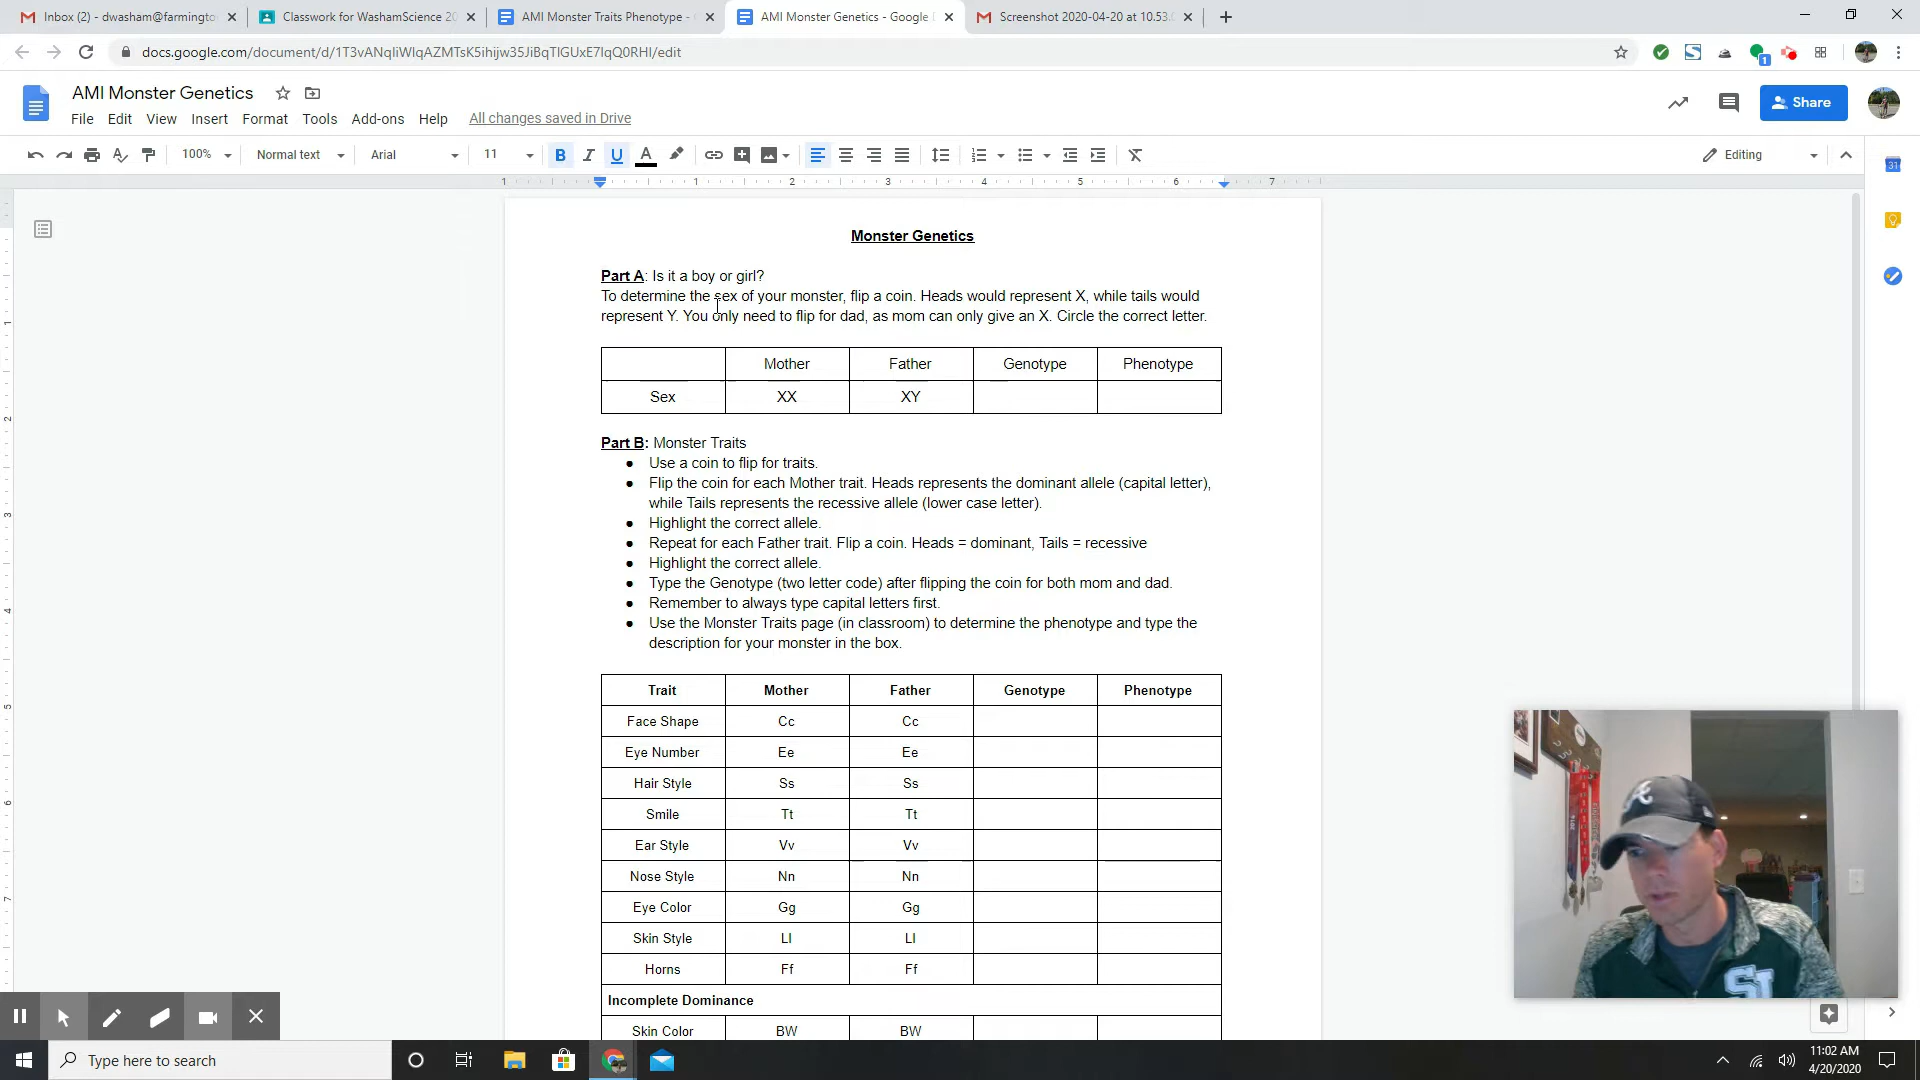 Inbox (2) - dwasham@farmingto
Classwork for WashamScience 20
AMI Monster Traits Phenotype -
AMI Monster Genetics - Google
Screenshot 2020-04-20 at 10.53.
AMI Monster Genetics
File Edit View Insert Format Tools Add-ons Help All changes saved in Drive
Share
100% Normal text Arial 11 Editing
1 1 2 3 4 5 6 7
Monster Genetics
Part A: Is it a boy or girl?
To determine the sex of your monster, flip a coin. Heads would represent X, while tails would
represent Y. You only need to flip for dad, as mom can only give an X. Circle the correct letter.
Mother Father Genotype Phenotype
Sex XX XY
Part B: Monster Traits
● Use a coin to flip for traits.
● Flip the coin for each Mother trait. Heads represents the dominant allele (capital letter),
while Tails represents the recessive allele (lower case letter).
● Highlight the correct allele.
● Repeat for each Father trait. Flip a coin. Heads = dominant, Tails = recessive
● Highlight the correct allele.
● Type the Genotype (two letter code) after flipping the coin for both mom and dad.
● Remember to always type capital letters first.
● Use the Monster Traits page (in classroom) to determine the phenotype and type the
description for your monster in the box.
Trait Mother Father Genotype Phenotype
Face Shape Cc Cc
Eye Number Ee Ee
Hair Style Ss Ss
Smile Tt Tt
Ear Style Vv Vv
Nose Style Nn Nn
Eye Color Gg Gg
Skin Style Ll Ll
Horns Ff Ff
Incomplete Dominance
Skin Color BW BW
Type here to search
11:02 AM
4/20/2020